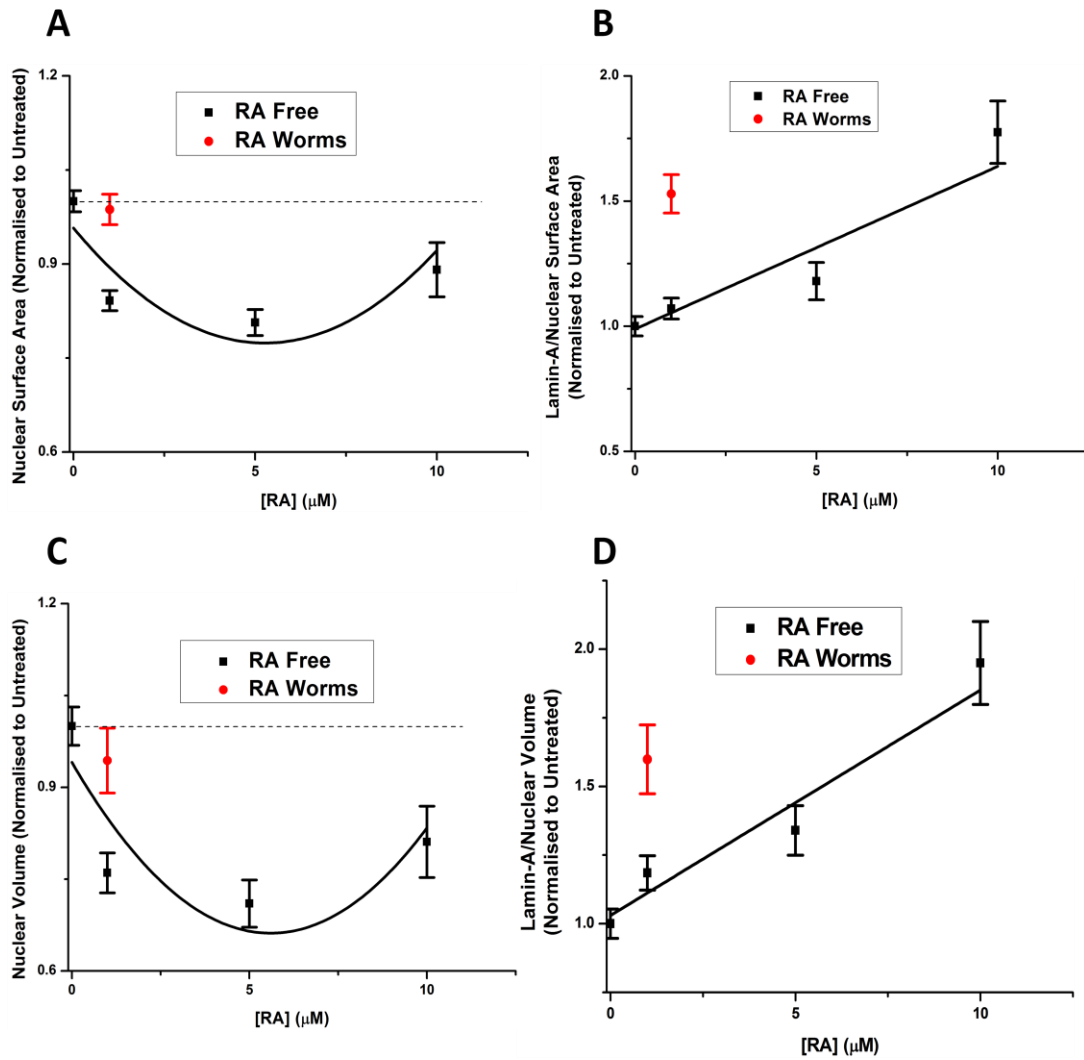 A
Nuclear Surface Area (Normalised to Untreated)
1.2
0.9
0.6
RA Free
RA Worms
0
5
10
[RA] (μM)
B
Lamin-A/Nuclear Surface Area
(Normalised to Untreated)
2.0
1.5
1.0
0.5
RA Free
RA Worms
0
5
10
[RA] (μM)
C
Nuclear Volume (Normalised to Untreated)
1.2
0.9
0.6
RA Free
RA Worms
0
5
10
[RA] (μM)
D
Lamin-A/Nuclear Volume
(Normalised to Untreated)
2.0
1.5
1.0
RA Free
RA Worms
0
5
10
[RA] (μM)